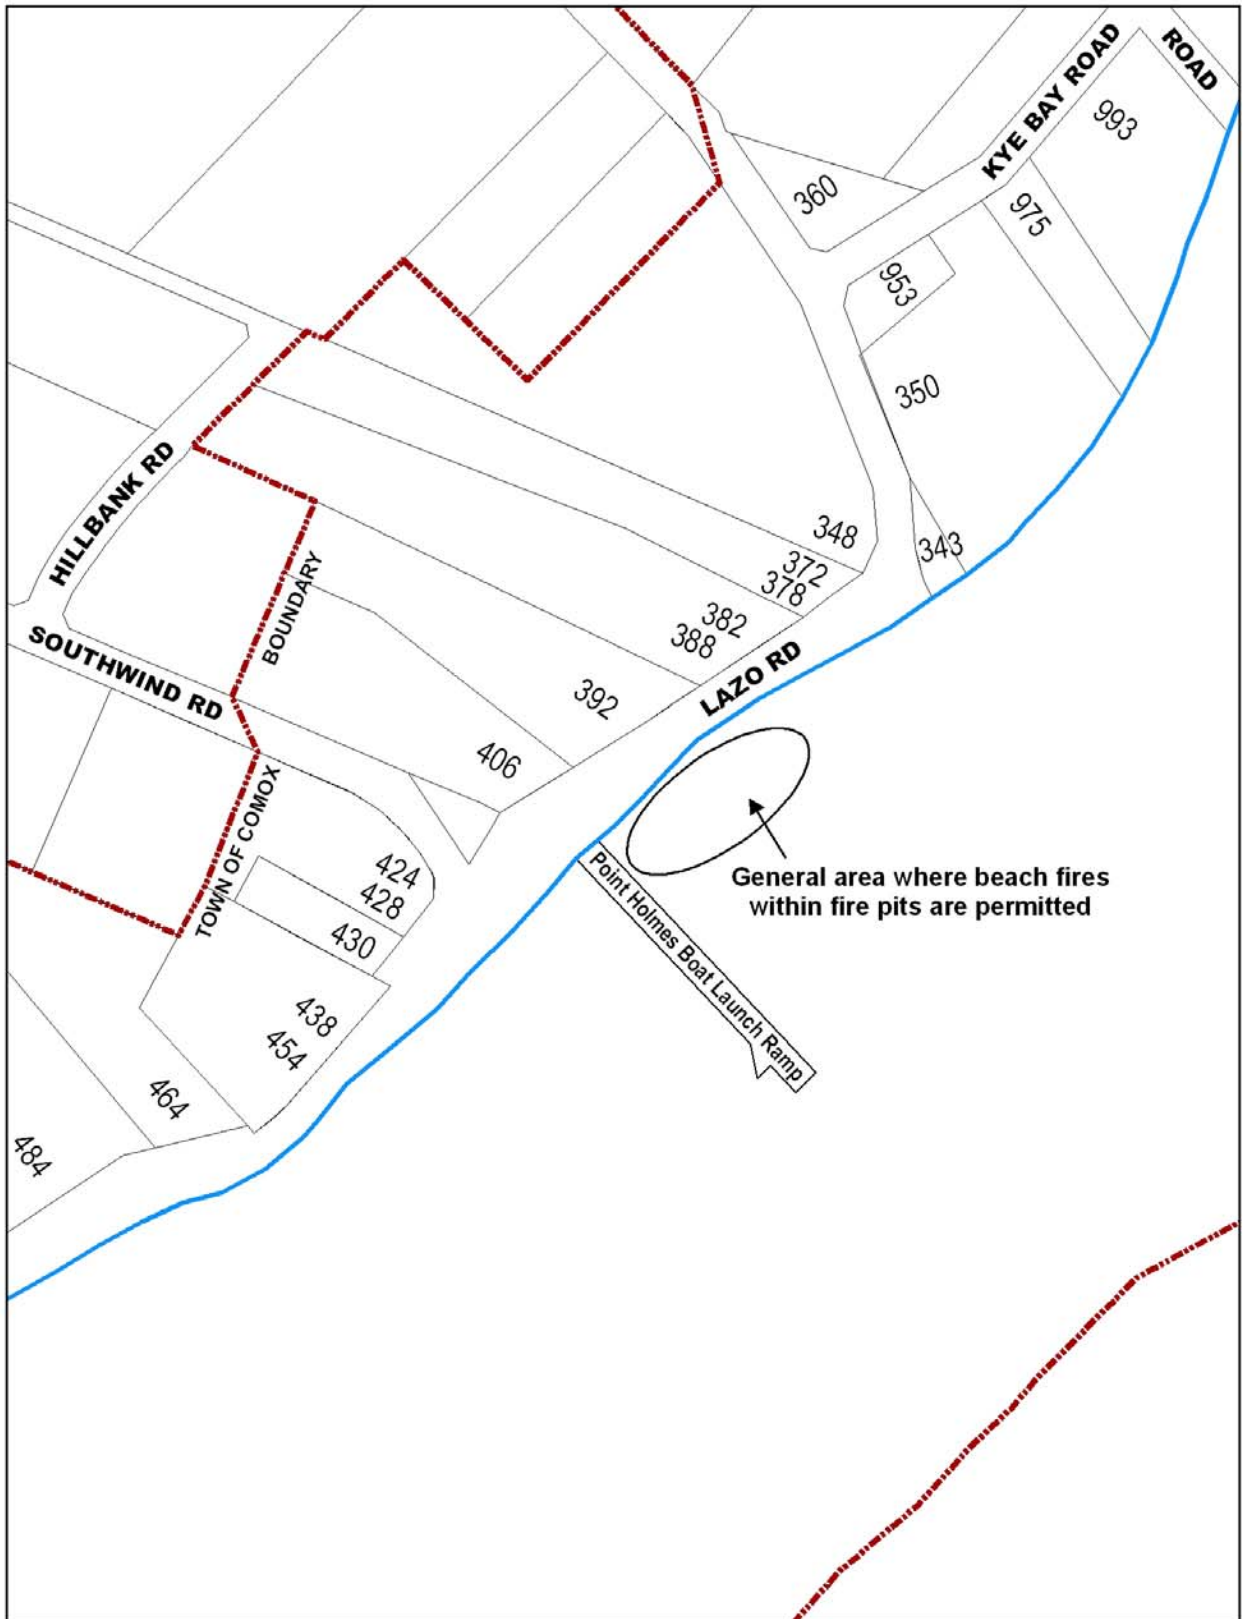 KYE BAY ROAD
ROAD
993
360
975
953
350
HILLBANK RD
348
343
372
378
BOUNDARY
382
388
SOUTHWIND RD
LAZO RD
392
406
TOWN OF COMOX
424
428
430
General area where beach fires
within fire pits are permitted
Point Holmes Boat Launch Ramp
438
454
464
484